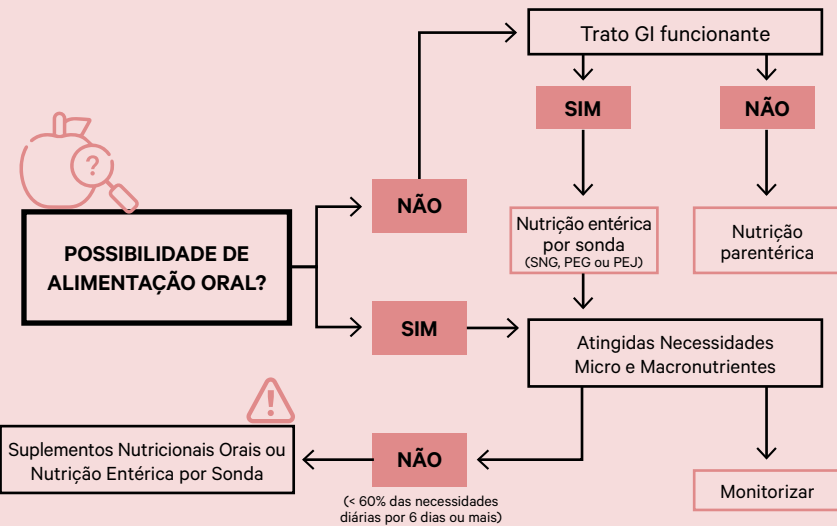 ?
POSSIBILIDADE DE
ALIMENTAÇÃO ORAL?
NÃO
SIM
Trato GI funcionante
SIM
NÃO
Nutrição entérica
por sonda
(SNG, PEG ou PEJ)
Nutrição
parentérica
Atingidas Necessidades
Micro e Macronutrientes
NÃO
(< 60% das necessidades
diárias por 6 dias ou mais)
!
Suplementos Nutricionais Orais ou
Nutrição Entérica por Sonda
Monitorizar